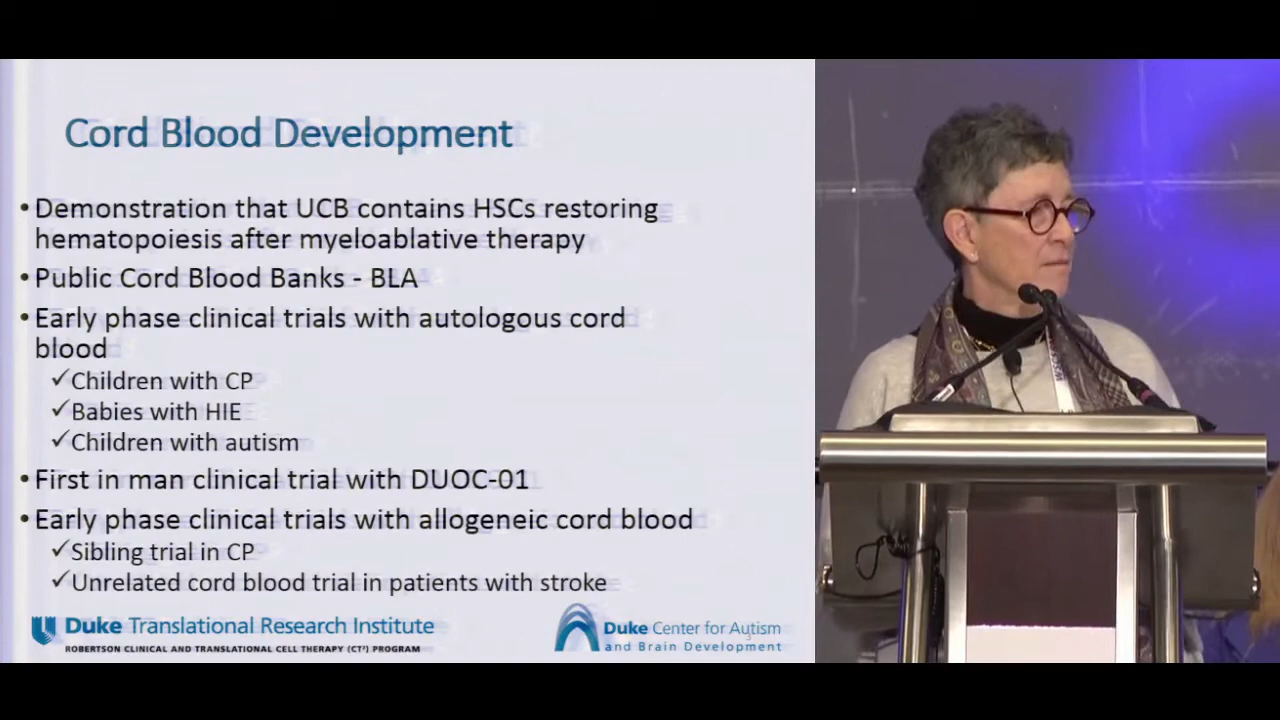 Cord Blood Development
• Demonstration that UCB contains HSCs restoring
hematopoiesis after myeloablative therapy
• Public Cord Blood Banks - BLA
• Early phase clinical trials with autologous cord
blood
✓Children with CP
✓Babies with HIE
✓Children with autism
• First in man clinical trial with DUOC-01
• Early phase clinical trials with allogeneic cord blood
✓Sibling trial in CP
✓Unrelated cord blood trial in patients with stroke
Duke Translational Research Institute
ROBERTSON CLINICAL AND TRANSLATIONAL CELL THERAPY (CT²) PROGRAM
Duke Center for Autism
and Brain Development